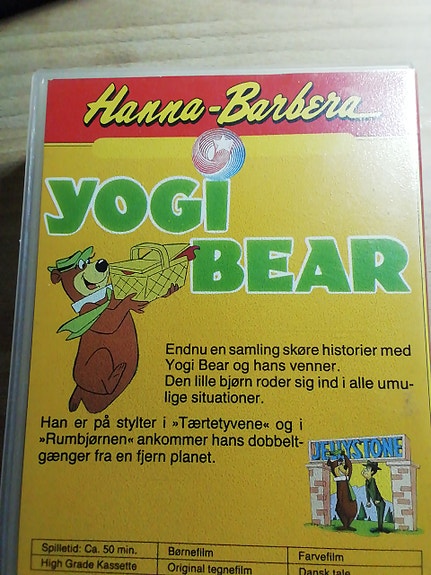 Hanna-Barbera
YOGI
BEAR
Endnu en samling skøre historier med
Yogi Bear og hans venner.
Den lille bjørn roder sig ind i alle umu-
lige situationer.
Han er på stylter i »Tærtetyvene« og i
»Rumbjørnen« ankommer hans dobbelt-
gænger fra en fjern planet.
JELLYSTONE
Spilletid: Ca. 50 min.
Børnefilm
Farvefilm
High Grade Kassette
Original tegnefilm
Dansk tale